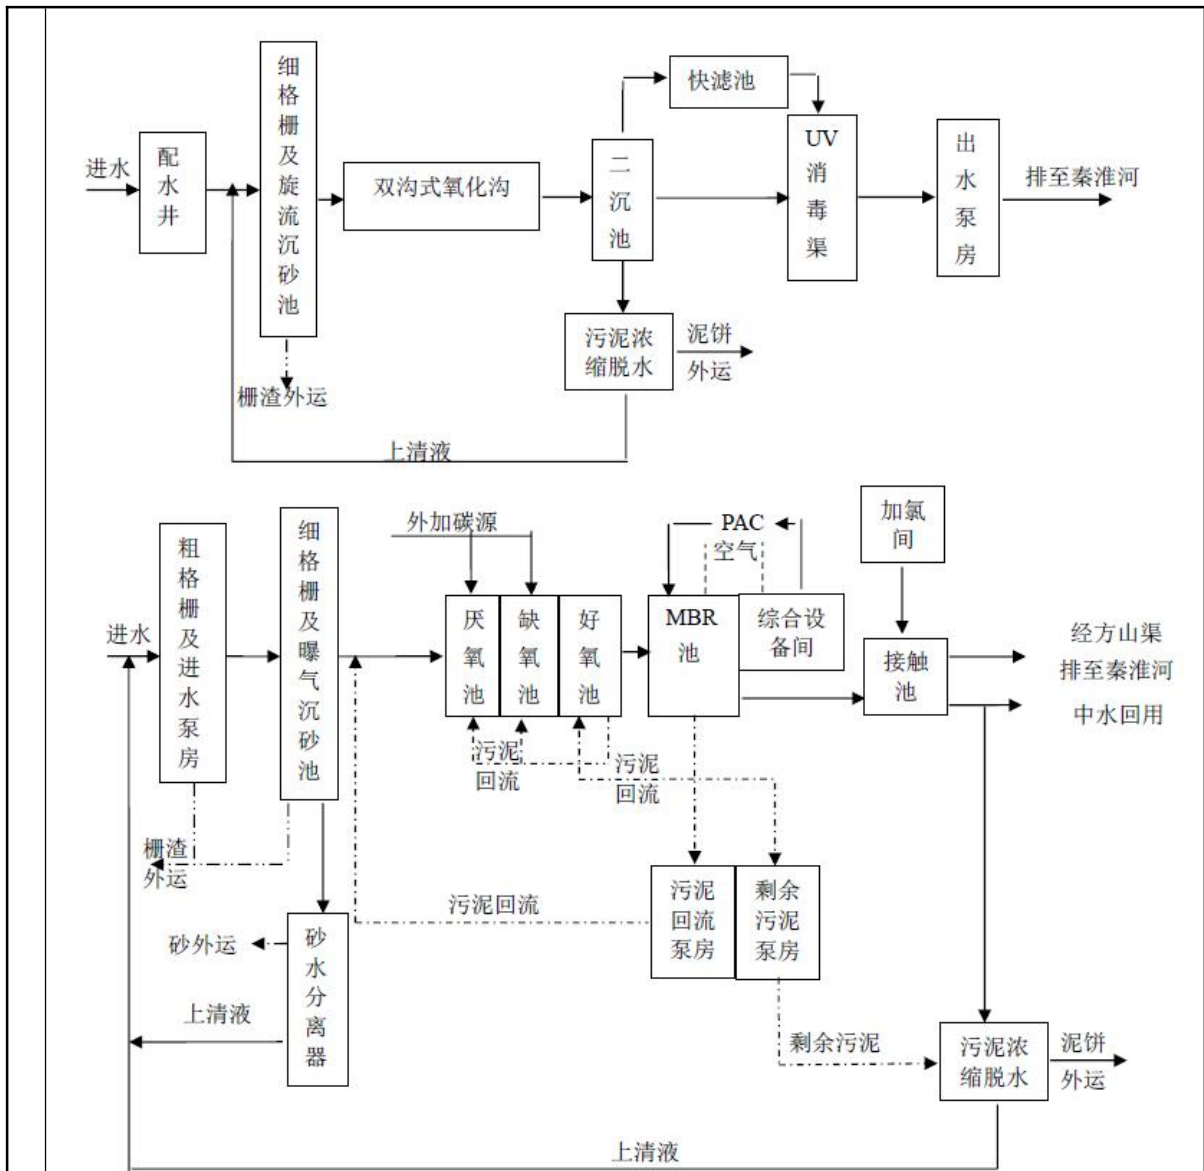 细格栅及旋流沉砂池
快滤池
进水
配水井
双沟式氧化沟
二沉池
UV
消毒渠
出水泵房
排至秦淮河
污泥浓
缩脱水
泥饼
外运
栅渣外运
上清液
粗格栅及进水泵房
细格栅及曝气沉砂池
外加碳源
PAC
空气
加氯
间
进水
厌氧池
缺氧池
好氧池
MBR
池
综合设
备间
接触
池
经方山渠
排至秦淮河
中水回用
污泥
回流
污泥
回流
栅渣
外运
污泥回流
污泥
回流
泵房
剩余
污泥
泵房
砂外运
砂水分离器
上清液
剩余污泥
污泥浓
缩脱水
泥饼
外运
上清液